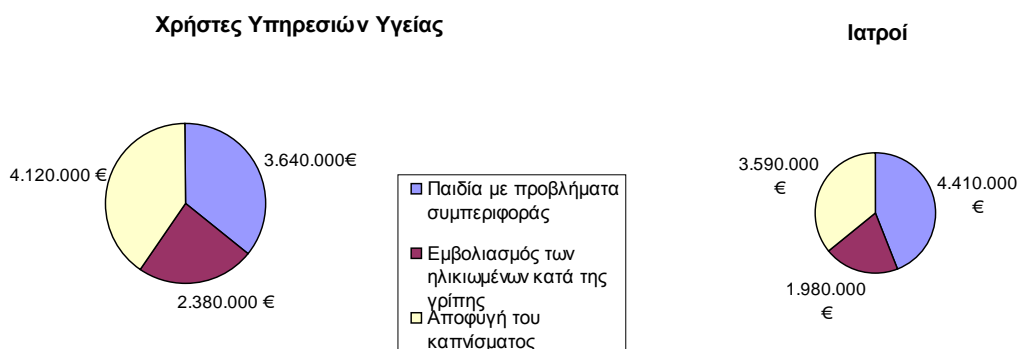 Χρήστες Υπηρεσιών Υγείας
Ιατροί
4.120.000 €
3.640.000€
2.380.000 €
Παιδία με προβλήματα
συμπεριφοράς
Εμβολιασμός των
ηλικιωμένων κατά της
γρίπης
Αποφυγή του
καπνίσματος
3.590.000
€
4.410.000
€
1.980.000
€